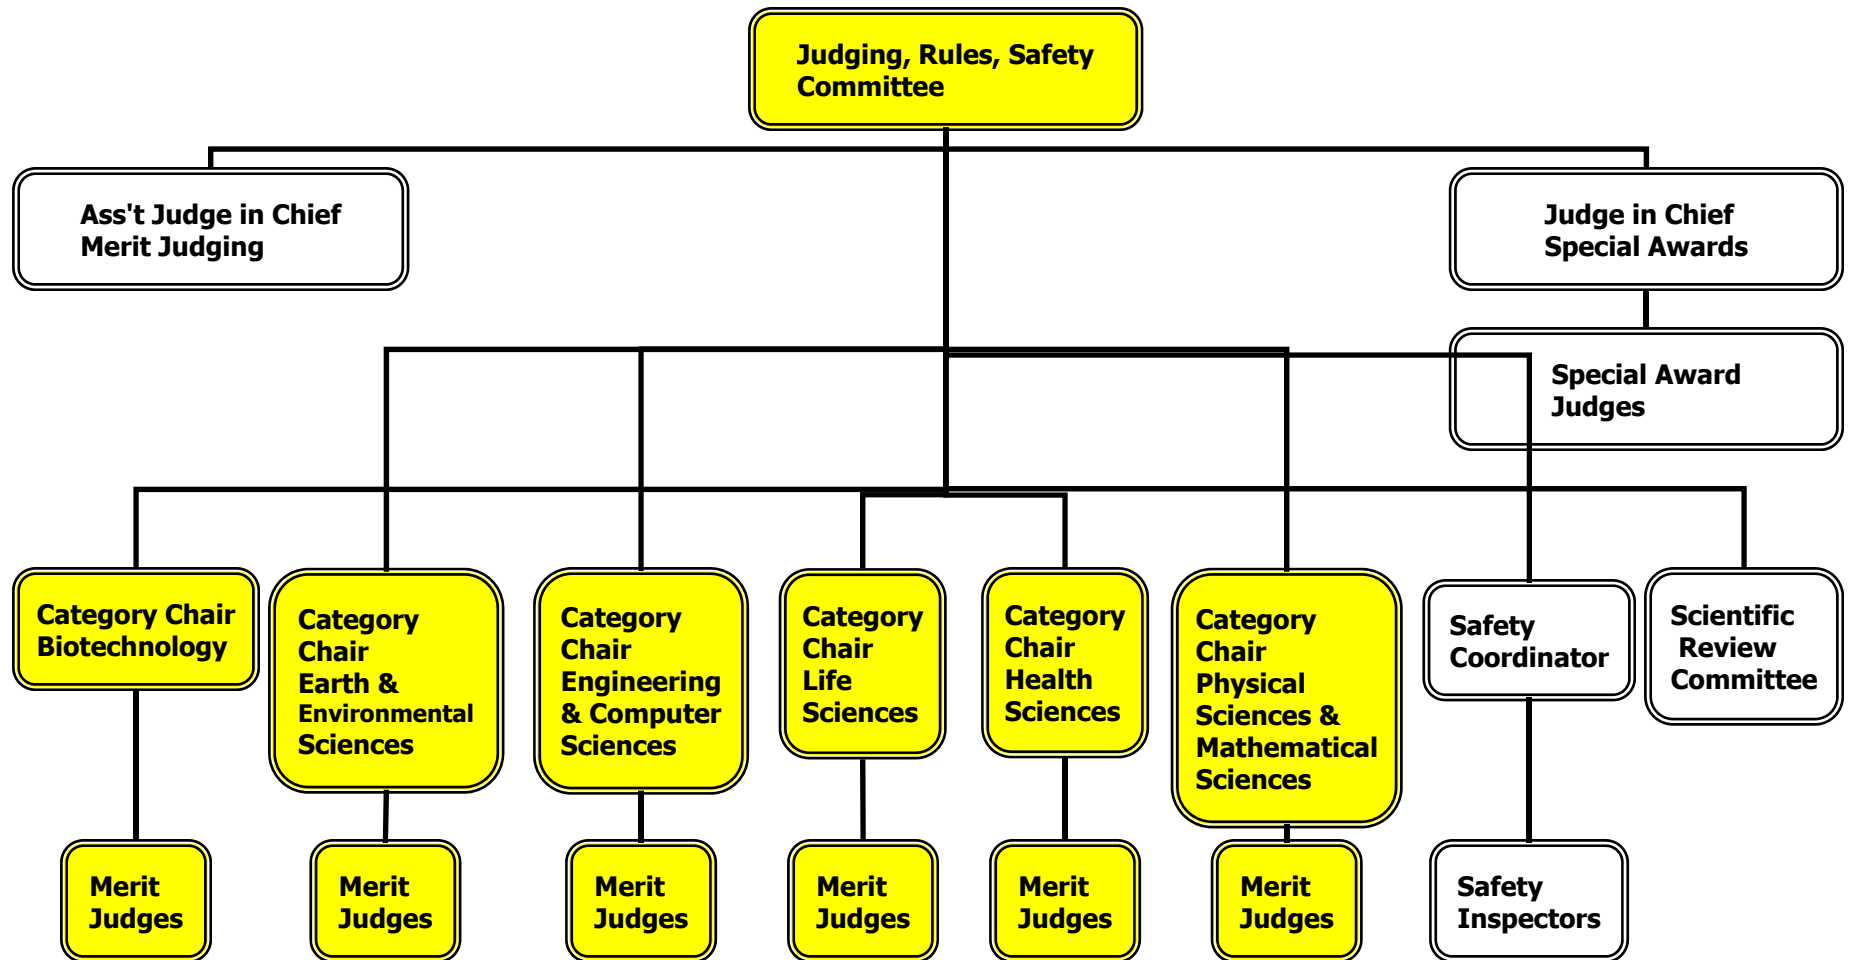 Judging, Rules, Safety
Committee
Ass't Judge in Chief
Merit Judging
Judge in Chief
Special Awards
Special Award
Judges
Category Chair
Biotechnology
Category
Chair
Earth &
Environmental
Sciences
Category
Chair
Engineering
& Computer
Sciences
Category
Chair
Life
Sciences
Category
Chair
Health
Sciences
Category
Chair
Physical
Sciences &
Mathematical
Sciences
Safety
Coordinator
Scientific
Review
Committee
Merit
Judges
Merit
Judges
Merit
Judges
Merit
Judges
Merit
Judges
Merit
Judges
Safety
Inspectors